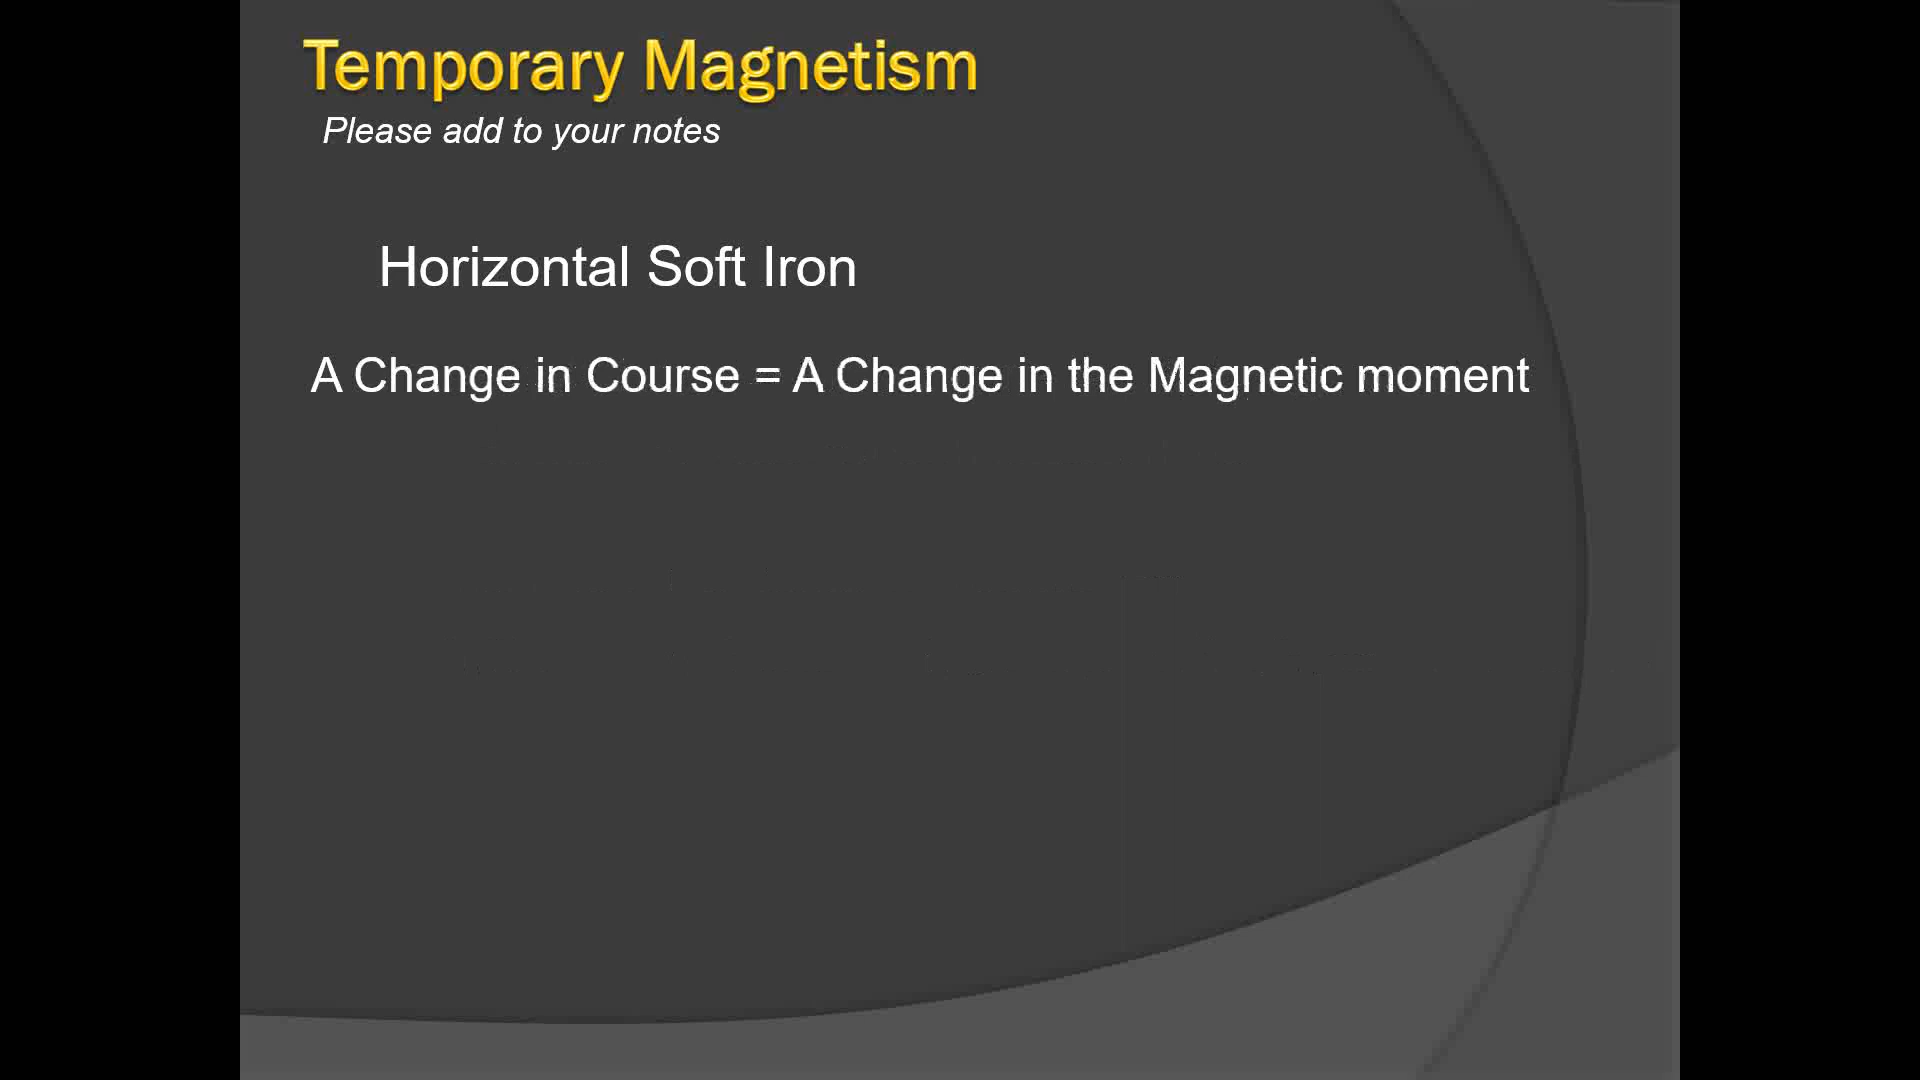 Temporary Magnetism
Please add to your notes
Horizontal Soft Iron
A Change in Course = A Change in the Magnetic moment